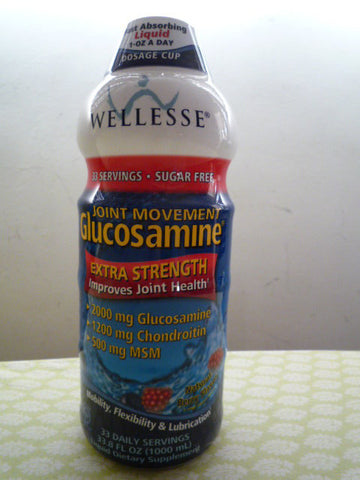 Absorbing
Liquid
1-OZ A DAY
DOSAGE CUP
WELLESSE®
33 SERVINGS • SUGAR FREE
JOINT MOVEMENT
Glucosamine
EXTRA STRENGTH
Improves Joint Health
2000 mg Glucosamine
1200 mg Chondroitin
500 mg MSM
Mobility, Flexibility & Lubrication
33 DAILY SERVINGS
33.8 FL OZ (1000 mL)
Liquid Dietary Supplement